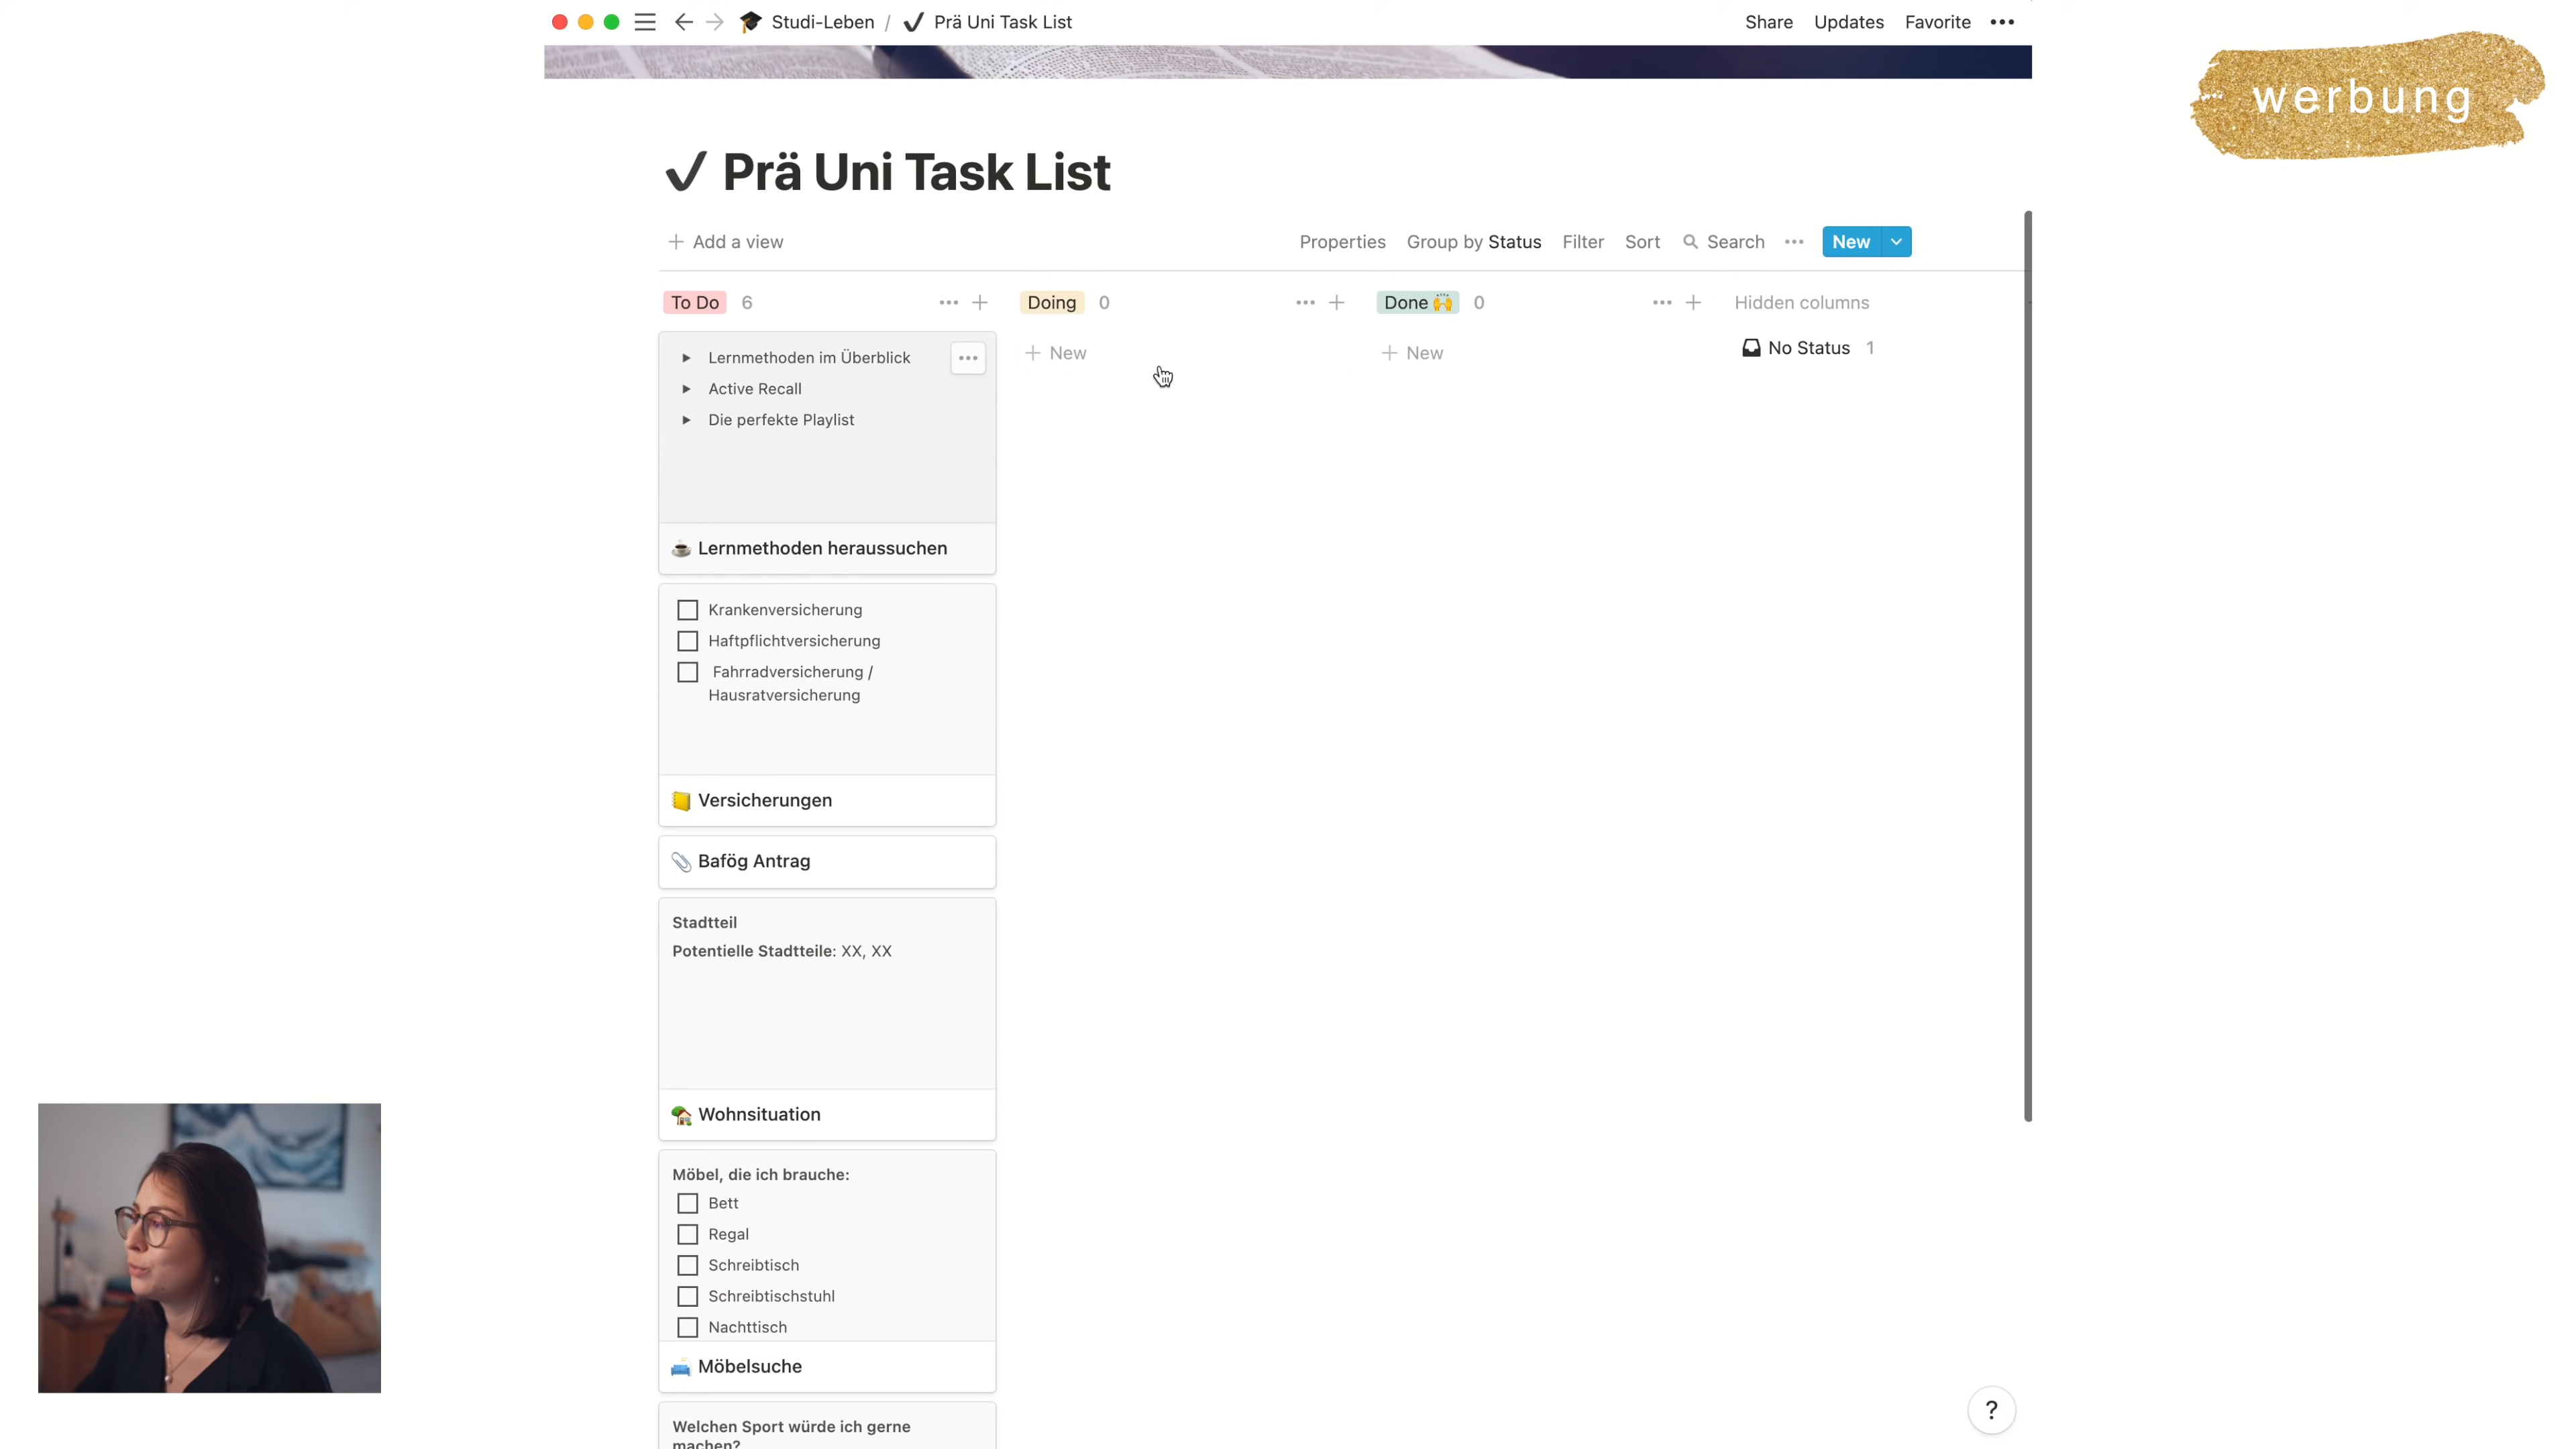 Studi-Leben / Prä Uni Task List
Share Updates Favorite
werbung
Prä Uni Task List
Add a view
Properties Group by Status Filter Sort Search New
To Do 6
Doing 0
Done 0
Hidden columns
New
New
No Status 1
Lernmethoden im Überblick
Active Recall
Die perfekte Playlist
Lernmethoden heraussuchen
Krankenversicherung
Haftpflichtversicherung
Fahrradversicherung /
Hausratversicherung
Versicherungen
Bafög Antrag
Stadtteil
Potentielle Stadtteile: XX, XX
Wohnsituation
Möbel, die ich brauche:
Bett
Regal
Schreibtisch
Schreibtischstuhl
Nachttisch
Möbelsuche
Welchen Sport würde ich gerne
machen?
?